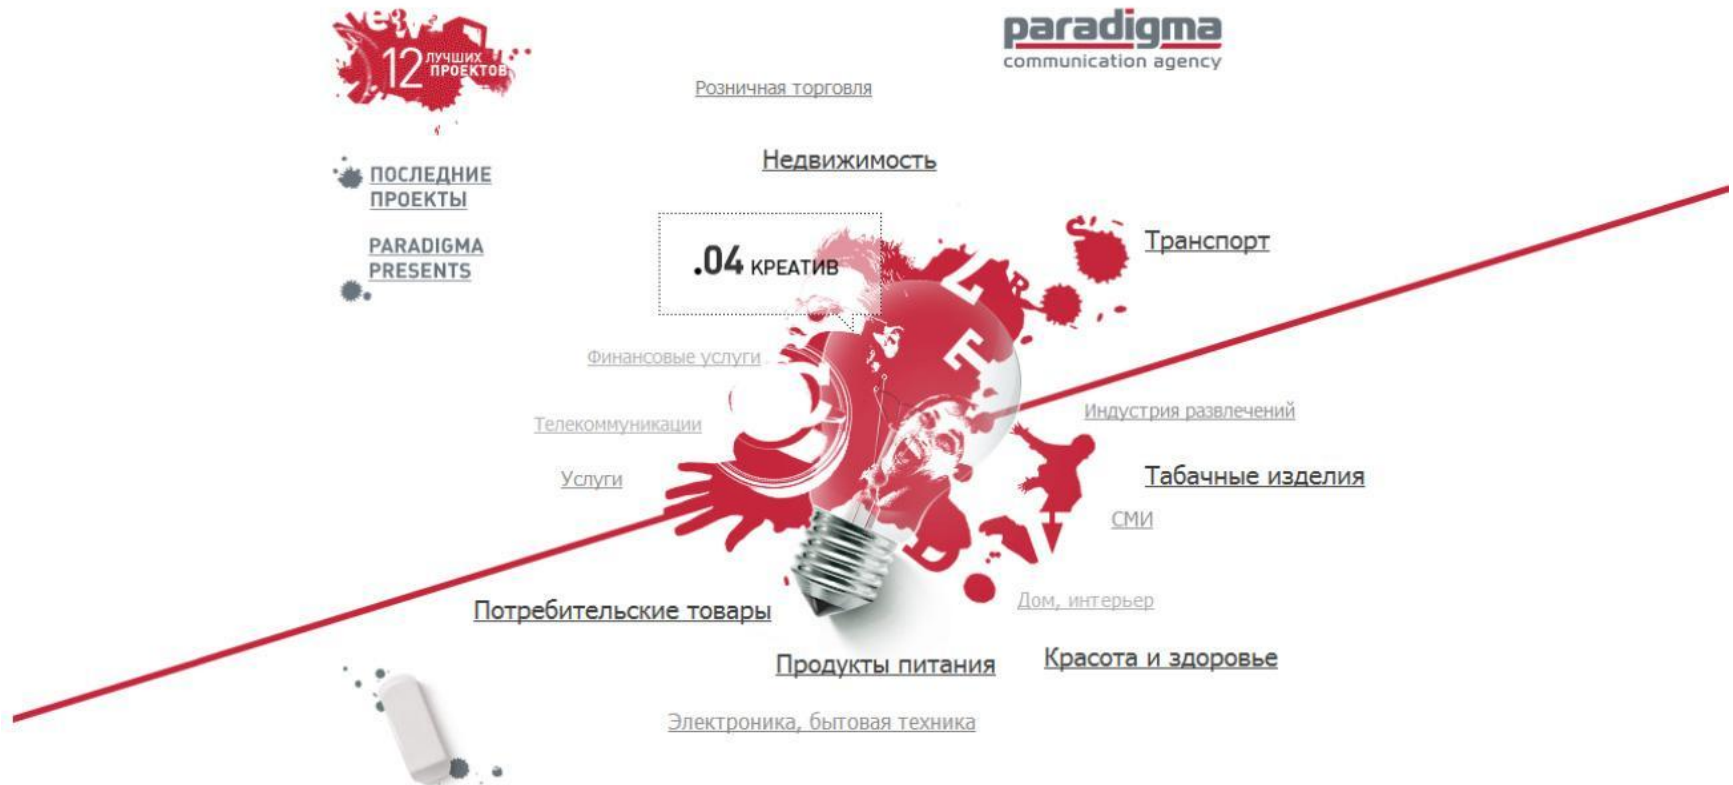 12 ЛУЧШИХ
ПРОЕКТОВ
paradigma
communication agency
Розничная торговля
Недвижимость
ПОСЛЕДНИЕ
ПРОЕКТЫ
PARADIGMA
PRESENTS
Транспорт
.04 КРЕАТИВ
Финансовые услуги
Индустрия развлечений
Телекоммуникации
Услуги
Табачные изделия
СМИ
Дом, интерьер
Потребительские товары
Продукты питания
Красота и здоровье
Электроника, бытовая техника